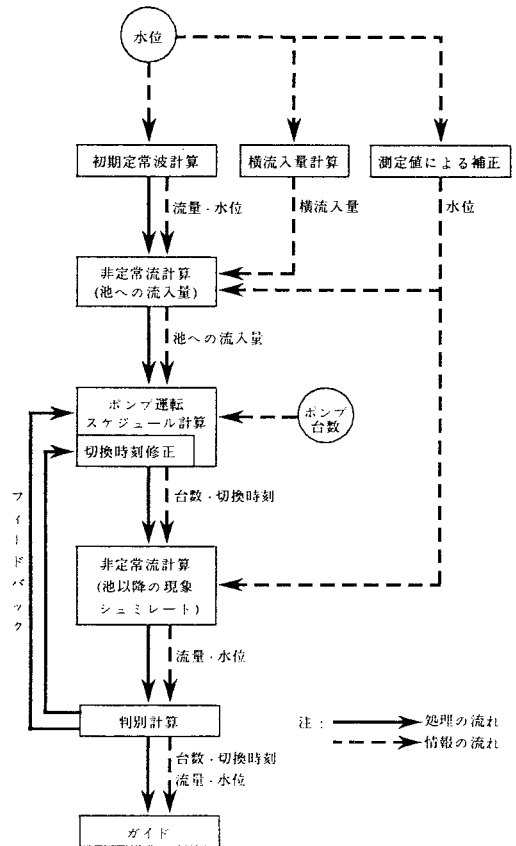 水位
初期定常波計算
横流入量計算
測定値による補正
流量・水位
横流入量
水位
非定常流計算
(池への流入量)
池への流入量
ポンプ運転
スケジュール計算
切換時刻修正
ポンプ
台数
台数・切換時刻
フィードバック
非定常流計算
(池以降の現象
シュミレート)
流量・水位
判別計算
注:
処理の流れ
情報の流れ
台数・切換時刻
流量・水位
ガイド